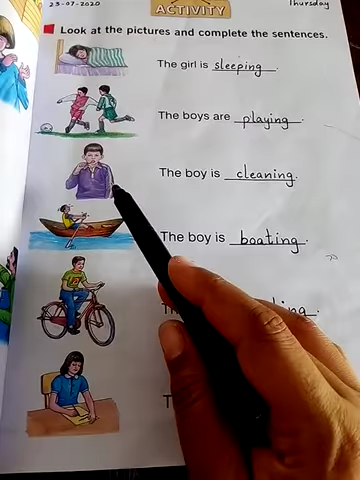 23-07-2020
ACTIVITY
Thursday
Look at the pictures and complete the sentences.
The girl is sleeping.
The boys are playing.
The boy is cleaning.
The boy is boating.